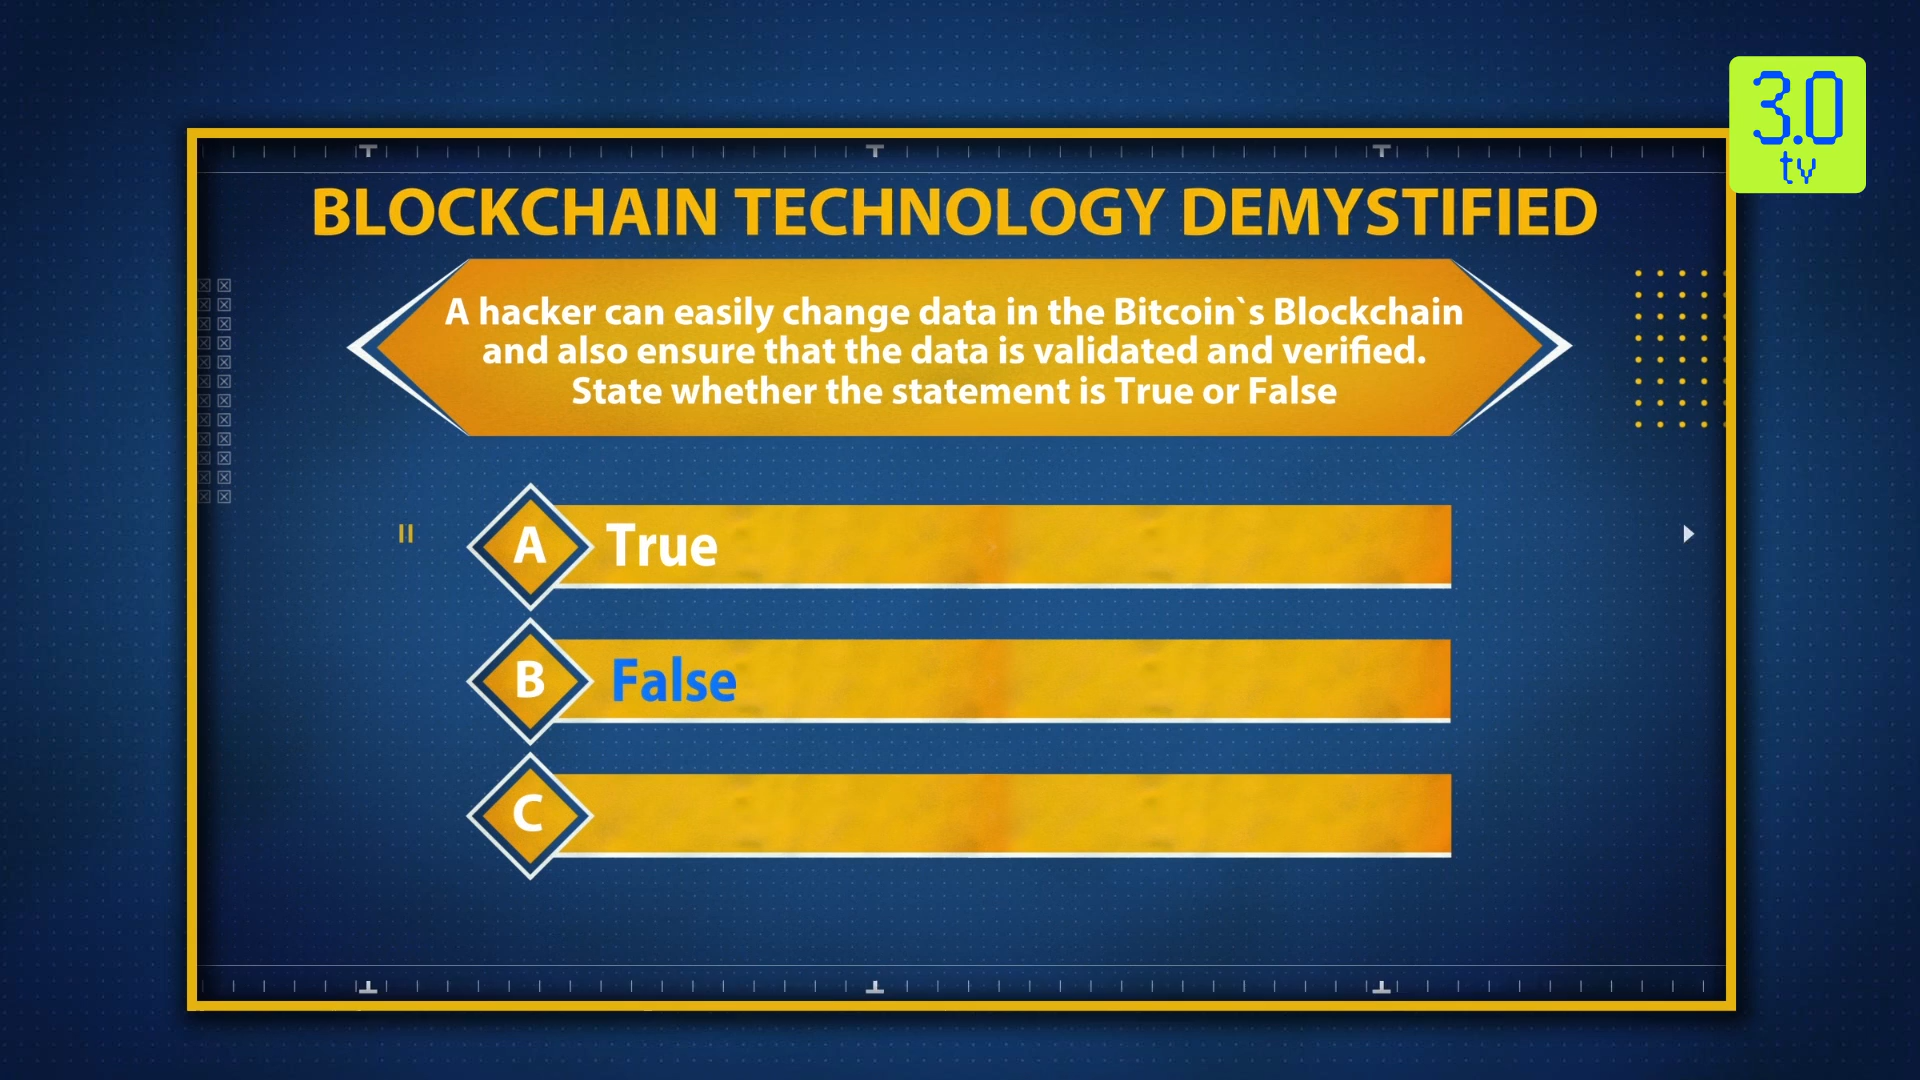 3.0
tv
BLOCKCHAIN TECHNOLOGY DEMYSTIFIED
A hacker can easily change data in the Bitcoin`s Blockchain
and also ensure that the data is validated and verified.
State whether the statement is True or False
A True
B False
C